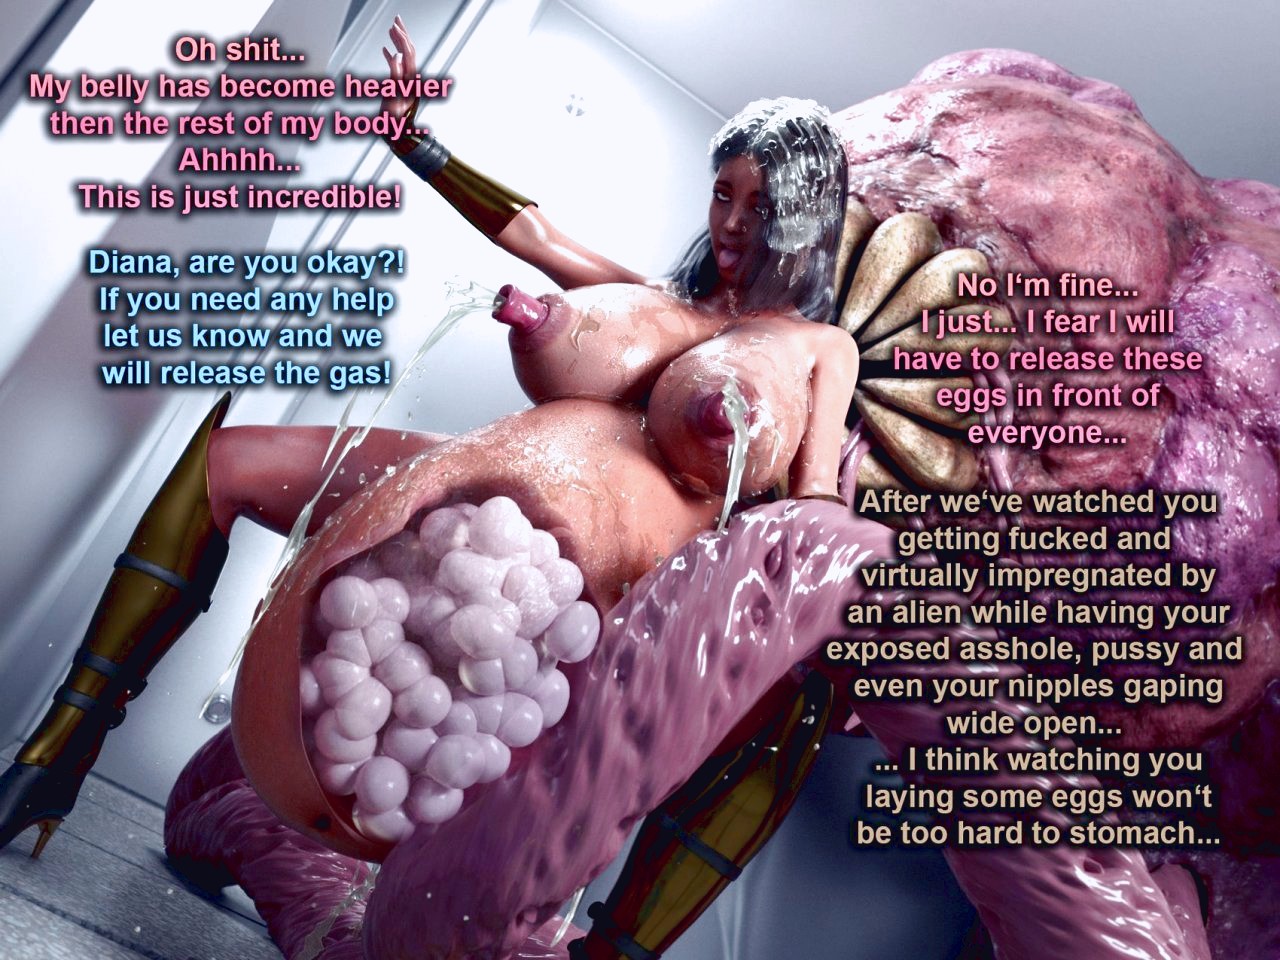 Oh shit...
My belly has become heavier
then the rest of my body...
Ahhhh...
This is just incredible!
Diana, are you okay?!
If you need any help
let us know and we
will release the gas!
No I‘m fine...
I just... I fear I will
have to release these
eggs in front of
everyone...
After we‘ve watched you
getting fucked and
virtually impregnated by
an alien while having your
exposed asshole, pussy and
even your nipples gaping
wide open...
... I think watching you
laying some eggs won‘t
be too hard to stomach...